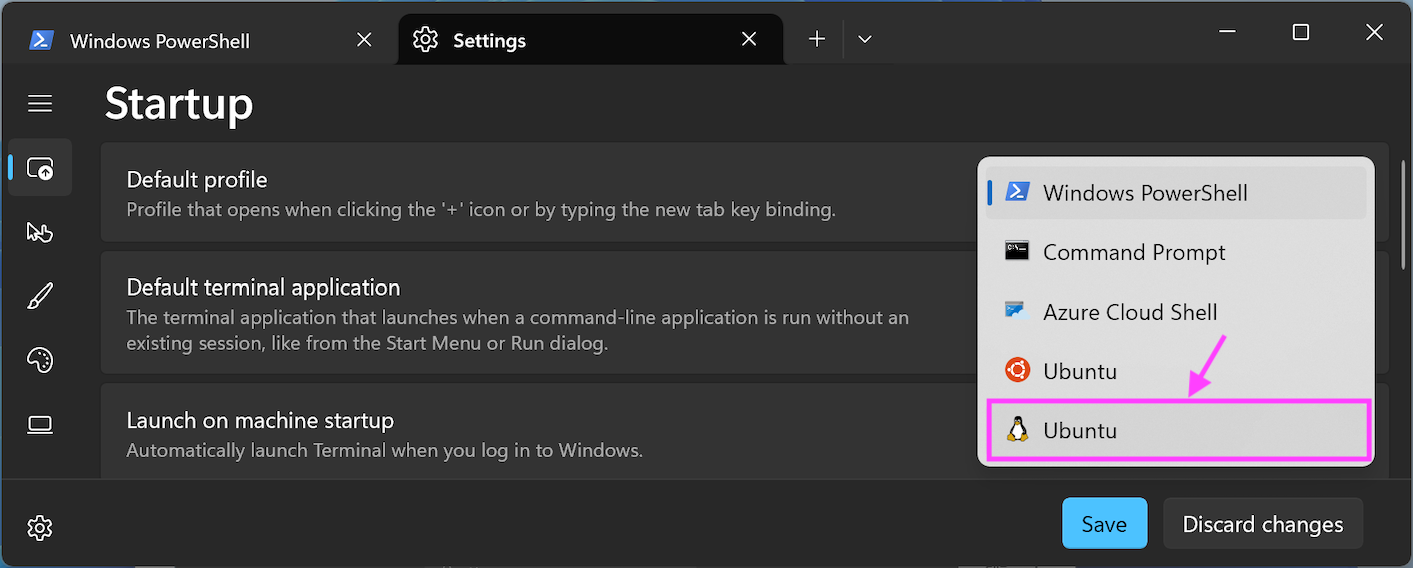 Windows PowerShell
Settings
Startup
Default profile
Profile that opens when clicking the '+' icon or by typing the new tab key binding.
Default terminal application
The terminal application that launches when a command-line application is run without an
existing session, like from the Start Menu or Run dialog.
Launch on machine startup
Automatically launch Terminal when you log in to Windows.
Windows PowerShell
Command Prompt
Azure Cloud Shell
Ubuntu
Ubuntu
Save
Discard changes